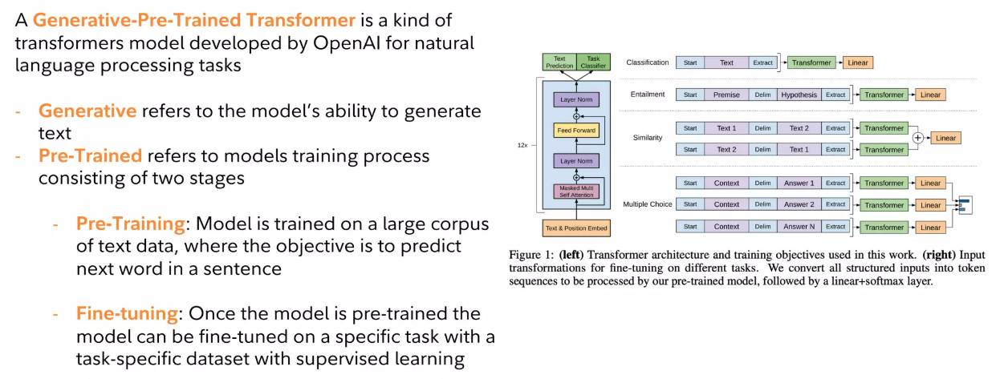 A Generative-Pre-Trained Transformer is a kind of
transformers model developed by OpenAI for natural
language processing tasks
- Generative refers to the model's ability to generate
text
- Pre-Trained refers to models training process
consisting of two stages
- Pre-Training: Model is trained on a large corpus
of text data, where the objective is to predict
next word in a sentence
- Fine-tuning: Once the model is pre-trained the
model can be fine-tuned on a specific task with a
task-specific dataset with supervised learning
Text Prediction
Task Classifier
Layer Norm
Feed Forward
12x
Layer Norm
Masked Multi
Self Attention
Text & Position Embed
Classification Start Text Extract Transformer Linear
Entailment Start Premise Delim Hypothesis Extract Transformer Linear
Similarity
Start Text 1 Delim Text 2 Extract Transformer
+ Linear
Start Text 2 Delim Text 1 Extract Transformer
Multiple Choice
Start Context Delim Answer 1 Extract Transformer Linear
Start Context Delim Answer 2 Extract Transformer Linear
Start Context Delim Answer N Extract Transformer Linear
Figure 1: (left) Transformer architecture and training objectives used in this work. (right) Input
transformations for fine-tuning on different tasks. We convert all structured inputs into token
sequences to be processed by our pre-trained model, followed by a linear+softmax layer.